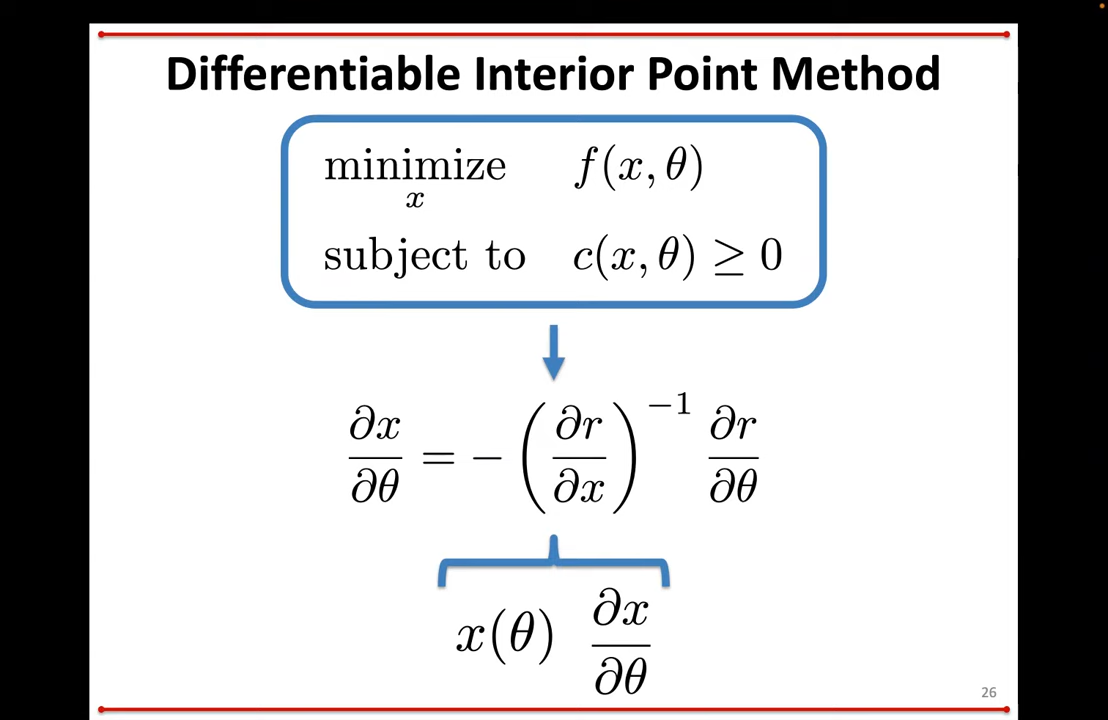 Differentiable Interior Point Method
minimize f(x, θ)
x
subject to c(x, θ) ≥ 0
∂x/∂θ = −(∂r/∂x)⁻¹ ∂r/∂θ
x(θ) ∂x/∂θ
26